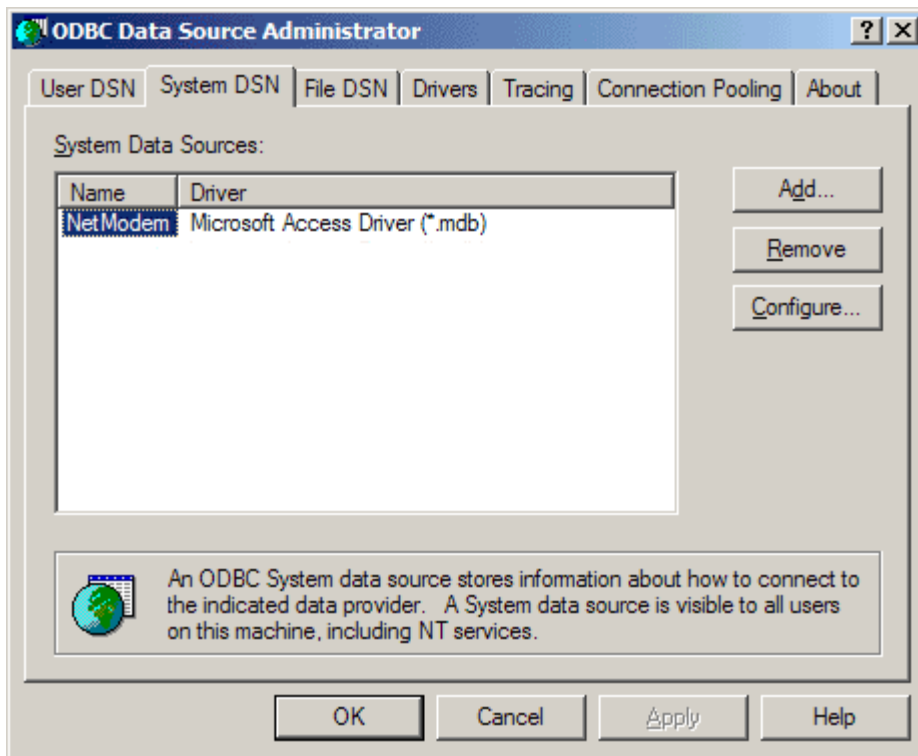 ODBC Data Source Administrator
User DSN System DSN File DSN Drivers Tracing Connection Pooling About
System Data Sources:
Name Driver
NetModem Microsoft Access Driver (*.mdb)
Add...
Remove
Configure...
An ODBC System data source stores information about how to connect to
the indicated data provider. A System data source is visible to all users
on this machine, including NT services.
OK Cancel Apply Help